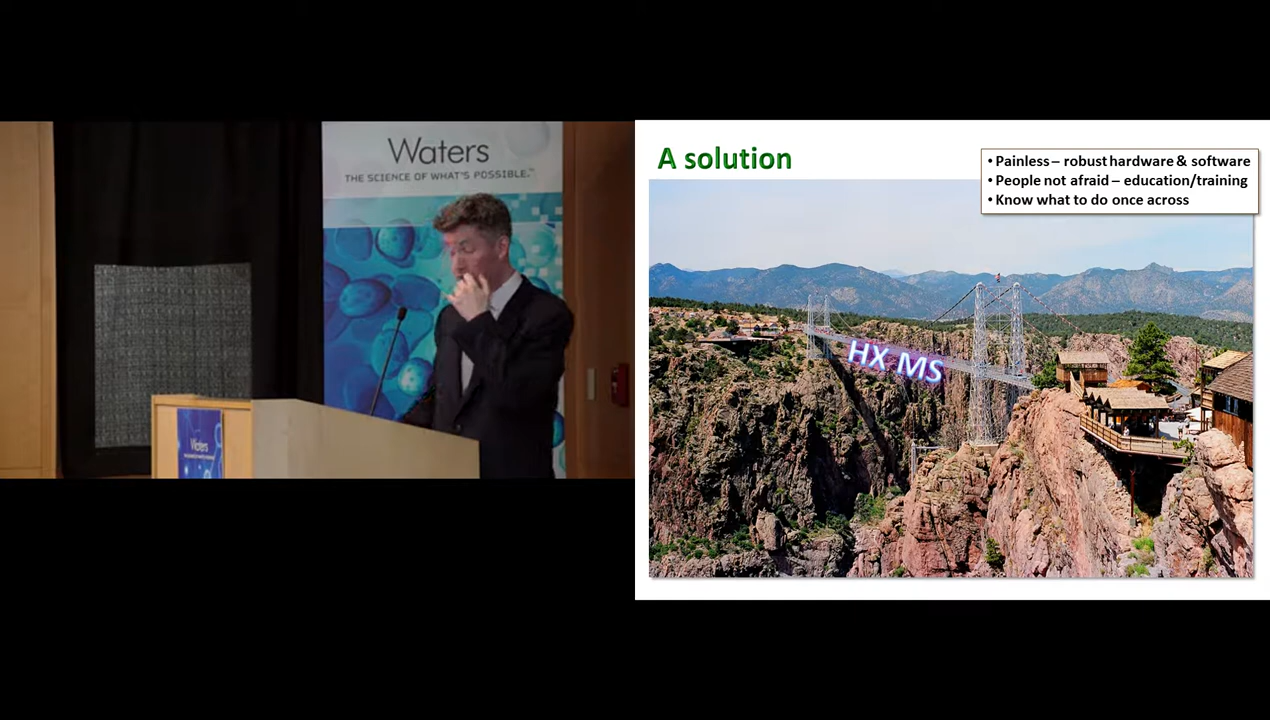 Waters
THE SCIENCE OF WHAT'S POSSIBLE.™
Waters
A solution
• Painless – robust hardware & software
• People not afraid – education/training
• Know what to do once across
HX MS